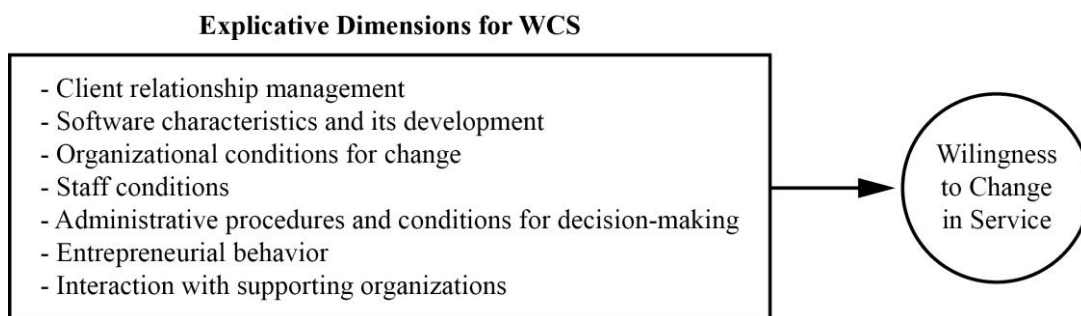 Explicative Dimensions for WCS
- Client relationship management
- Software characteristics and its development
- Organizational conditions for change
- Staff conditions
- Administrative procedures and conditions for decision-making
- Entrepreneurial behavior
- Interaction with supporting organizations
Wilingness
to Change
in Service